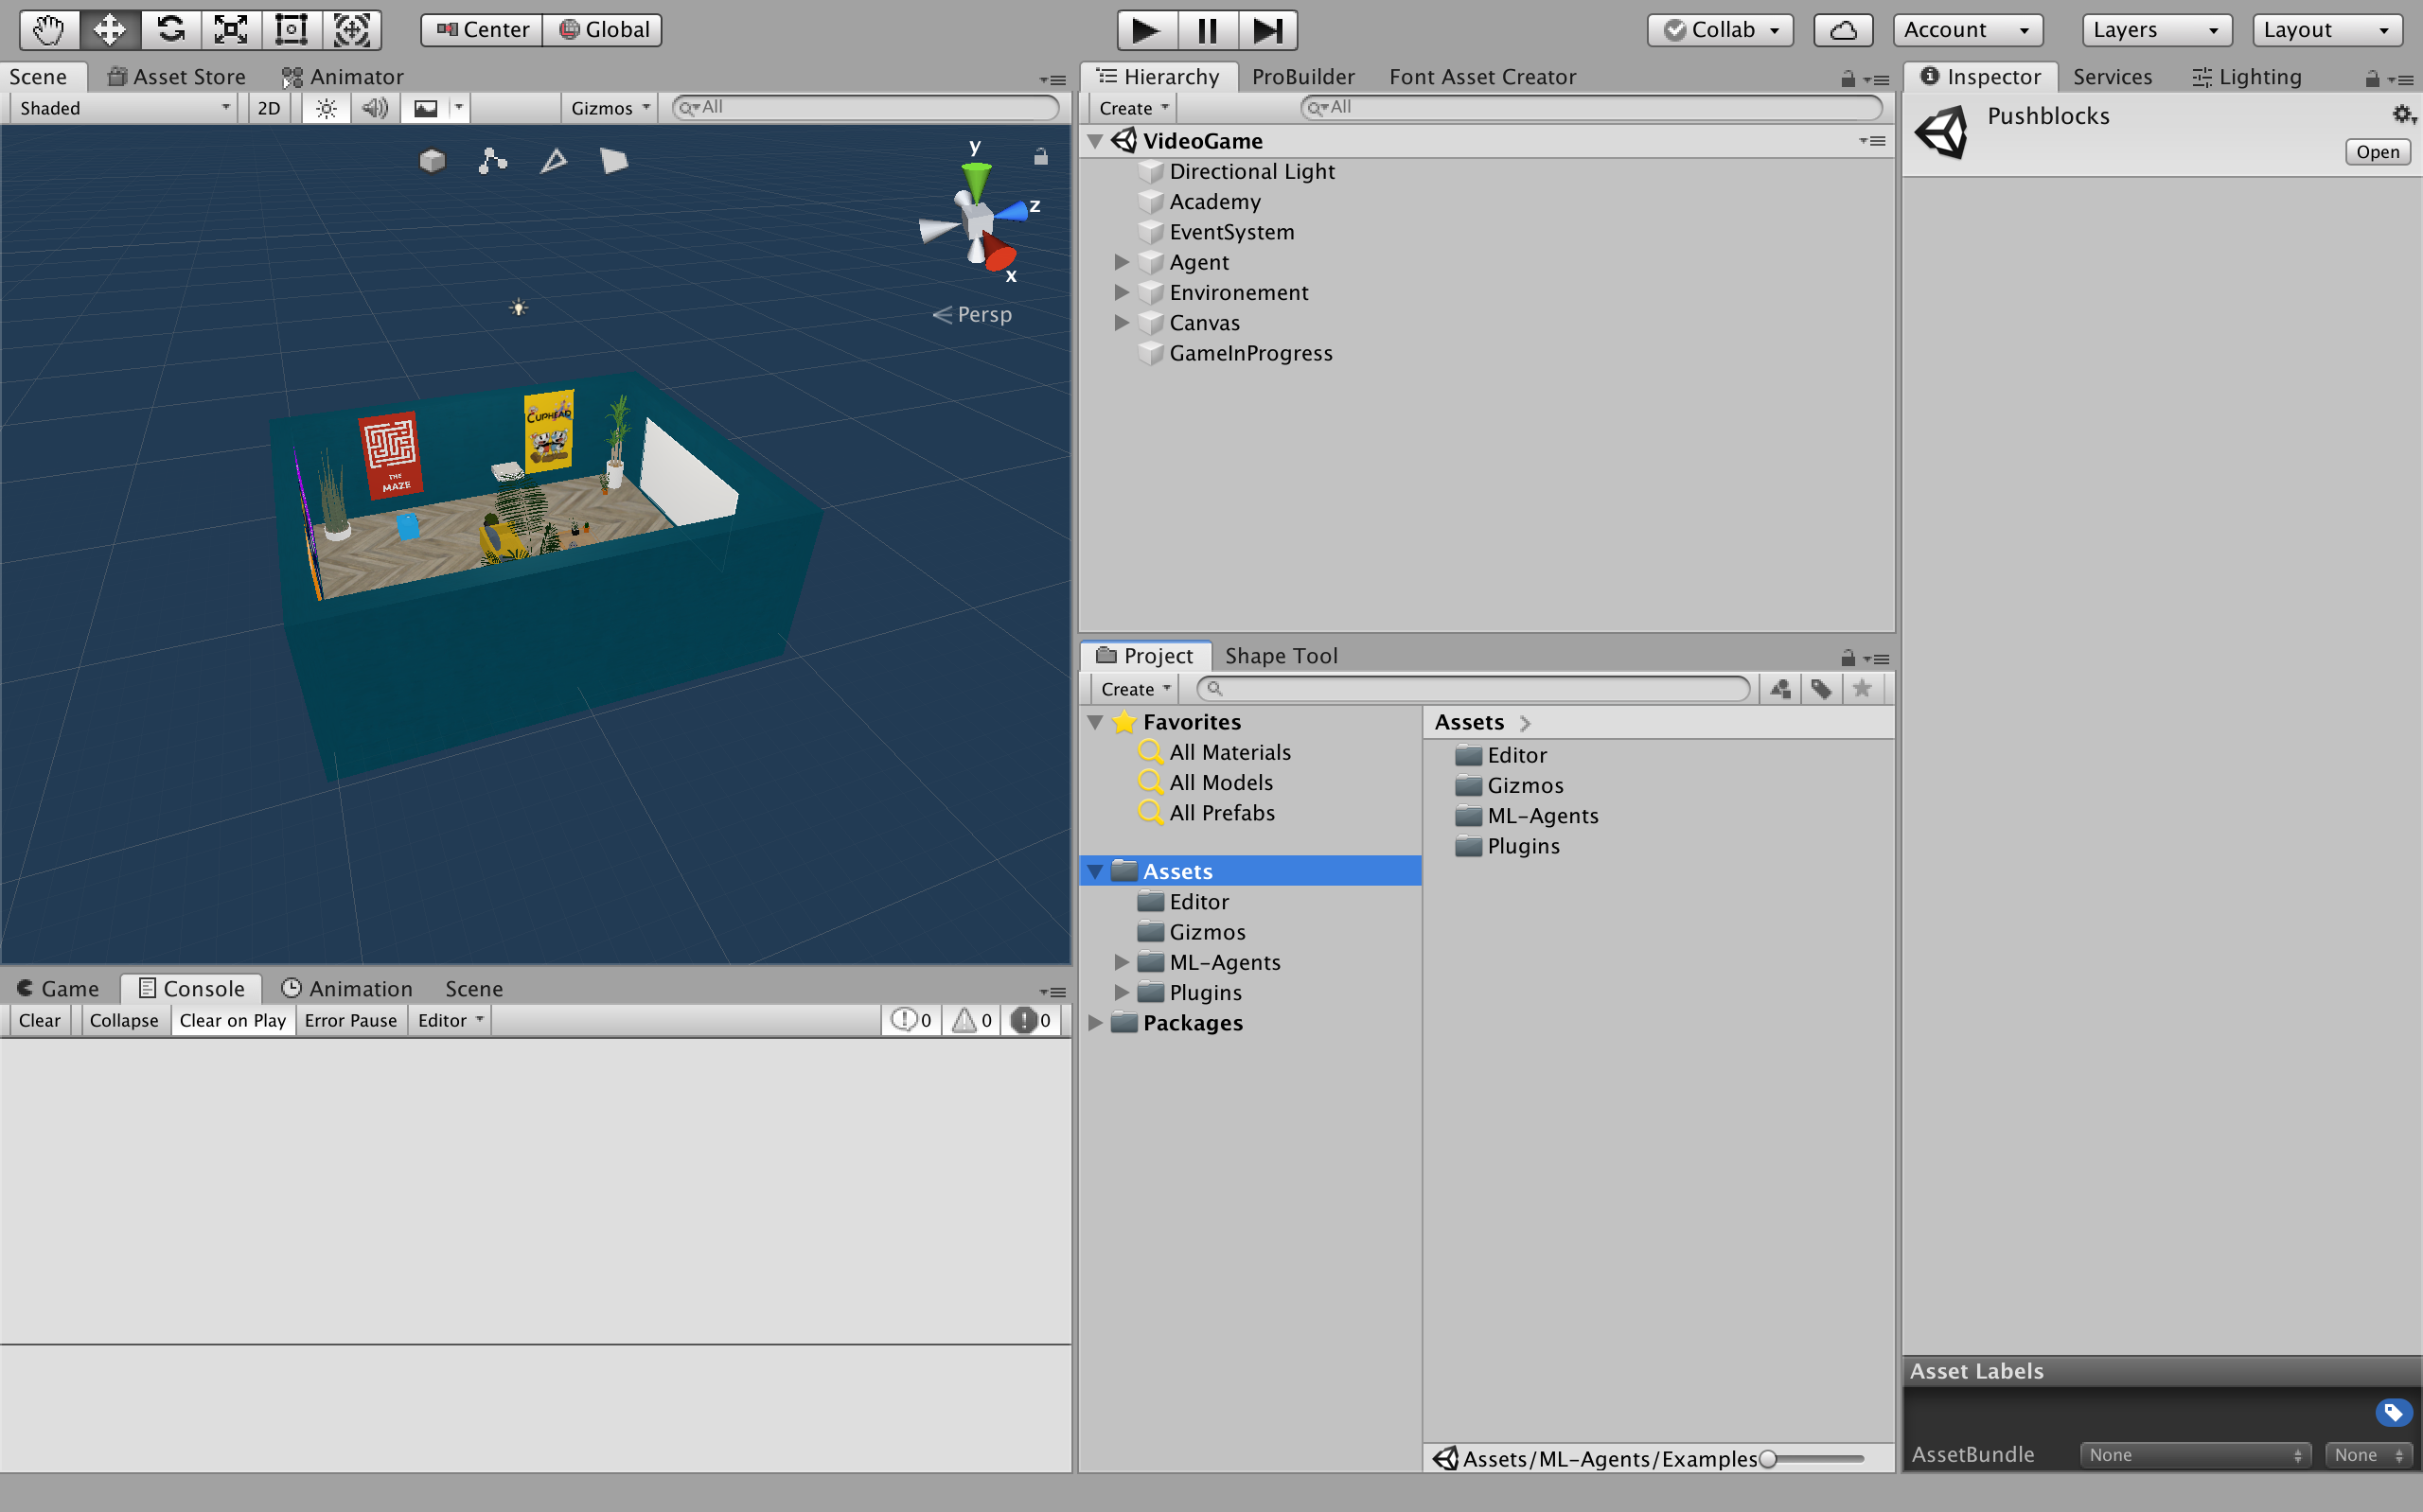 Center Global Collab Account Layers Layout
Scene Asset Store Animator
Shaded 2D Gizmos All
y
z
x
Persp
CUPHEAD
THE
MAZE
Hierarchy ProBuilder Font Asset Creator
Create All
VideoGame
Directional Light
Academy
EventSystem
Agent
Environement
Canvas
GameInProgress
Inspector Services Lighting
Pushblocks
Open
Project Shape Tool
Create
Favorites
All Materials
All Models
All Prefabs
Assets
Editor
Gizmos
ML-Agents
Plugins
Packages
Assets
Editor
Gizmos
ML-Agents
Plugins
Assets/ML-Agents/Examples
Game Console Animation Scene
Clear Collapse Clear on Play Error Pause Editor 0 0 0
Asset Labels
AssetBundle None None